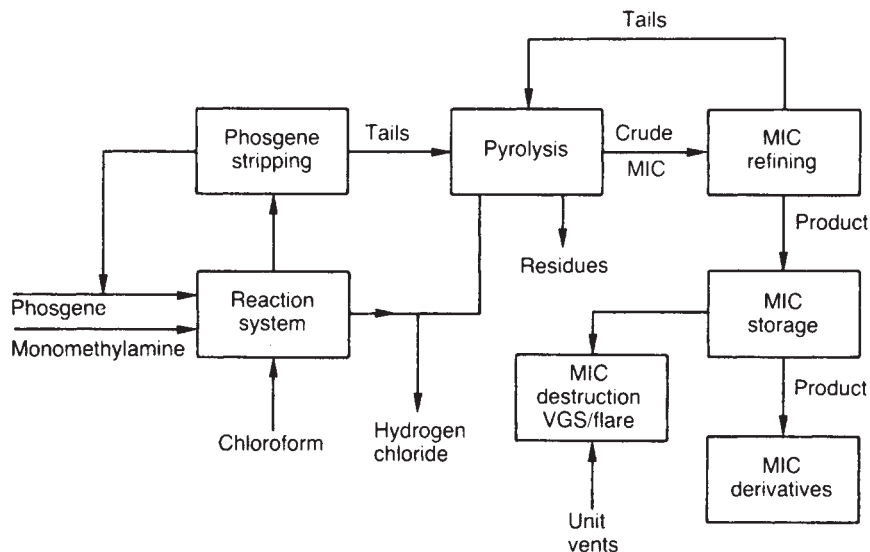 Tails
Phosgene
stripping
Tails
Pyrolysis
Crude
MIC
MIC
refining
Residues
Product
Phosgene
Monomethylamine
Reaction
system
MIC
storage
Chloroform
Hydrogen
chloride
MIC
destruction
VGS/flare
Product
MIC
derivatives
Unit
vents